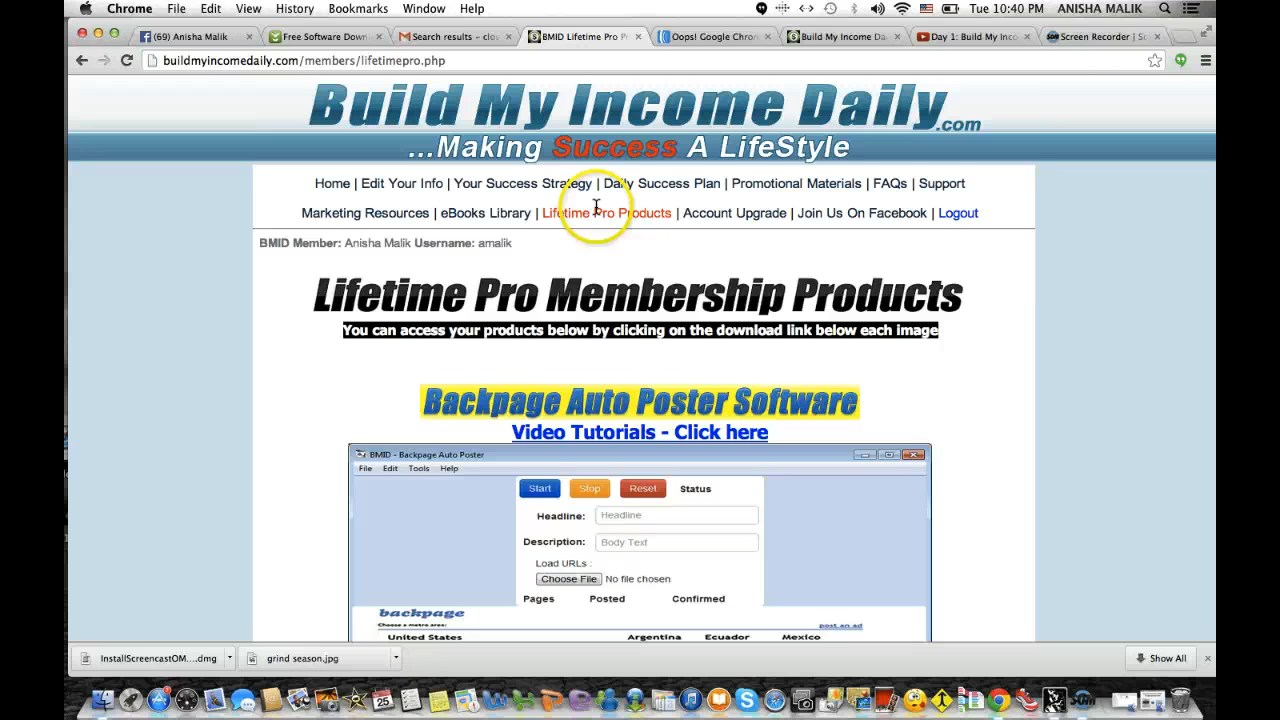 Chrome File Edit View History Bookmarks Window Help Tue 10:40 PM ANISHA MALIK
(69) Anisha Malik Free Software Down Search results - clo BMID Lifetime Pro P Oops! Google Chrom Build My Income Da Day 1: Build My Inco Screen Recorder | Sc
buildmyincomedaily.com/members/lifetimepro.php
Build My Income Daily.com
...Making Success A LifeStyle
Home | Edit Your Info | Your Success Strategy | Daily Success Plan | Promotional Materials | FAQs | Support
Marketing Resources | eBooks Library | Lifetime Pro Products | Account Upgrade | Join Us On Facebook | Logout
BMID Member: Anisha Malik Username: amalik
Lifetime Pro Membership Products
You can access your products below by clicking on the download link below each image
Backpage Auto Poster Software
Video Tutorials - Click here
BMID - Backpage Auto Poster
File Edit Tools Help
Start Stop Reset Status
Headline: Headline
Description: Body Text
Load URLs :
Choose File No file chosen
Pages Posted Confirmed
backpage
Choose a metro area: post an ad
United States Argentina Ecuador Mexico
InstallScreencastOM....dmg grind season.jpg Show All